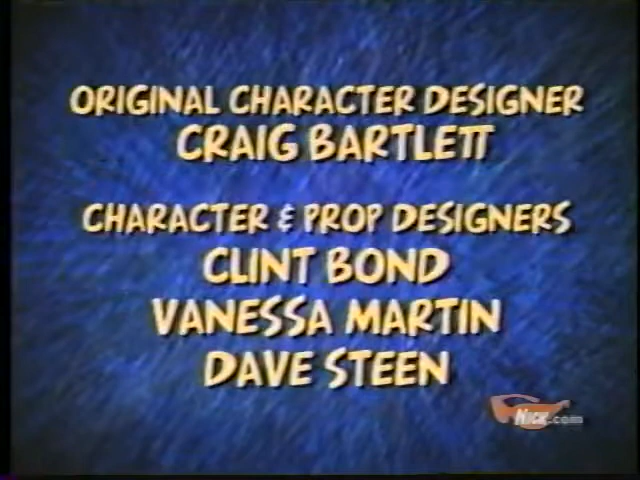 ORIGINAL CHARACTER DESIGNER
CRAIG BARTLETT
CHARACTER & PROP DESIGNERS
CLINT BOND
VANESSA MARTIN
DAVE STEEN
NICK.com